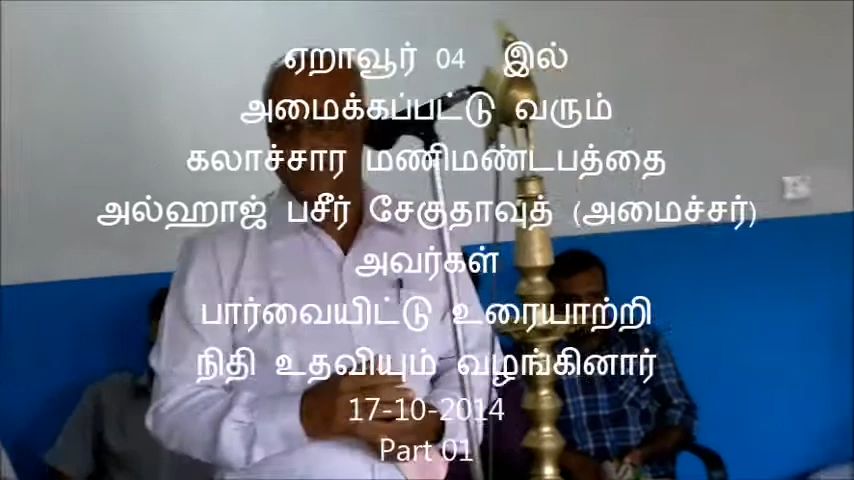 ஏறாவூர் 04 இல்
அமைக்கப்பட்டு வரும்
கலாச்சார மணிமண்டபத்தை
அல்ஹாஜ் பசீர் சேகுதாவுத் (அமைச்சர்)
அவர்கள்
பார்வையிட்டு உரையாற்றி
நிதி உதவியும் வழங்கினார்
17-10-2014
Part 01